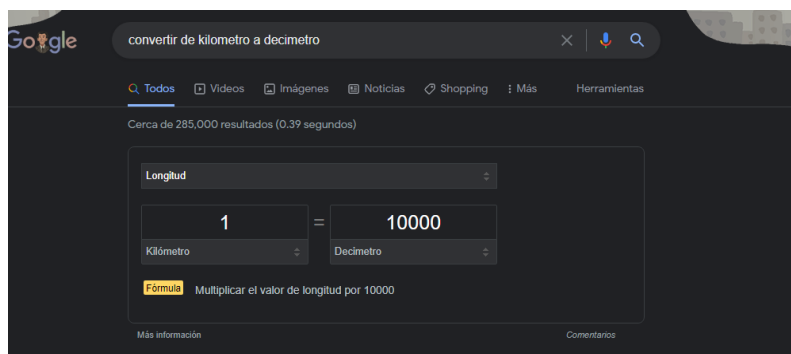 Google convertir de kilometro a decimetro
Todos Videos Imágenes Noticias Shopping Más Herramientas
Cerca de 285,000 resultados (0.39 segundos)
Longitud
1 = 10000
Kilómetro Decimetro
Fórmula Multiplicar el valor de longitud por 10000
Más información Comentarios